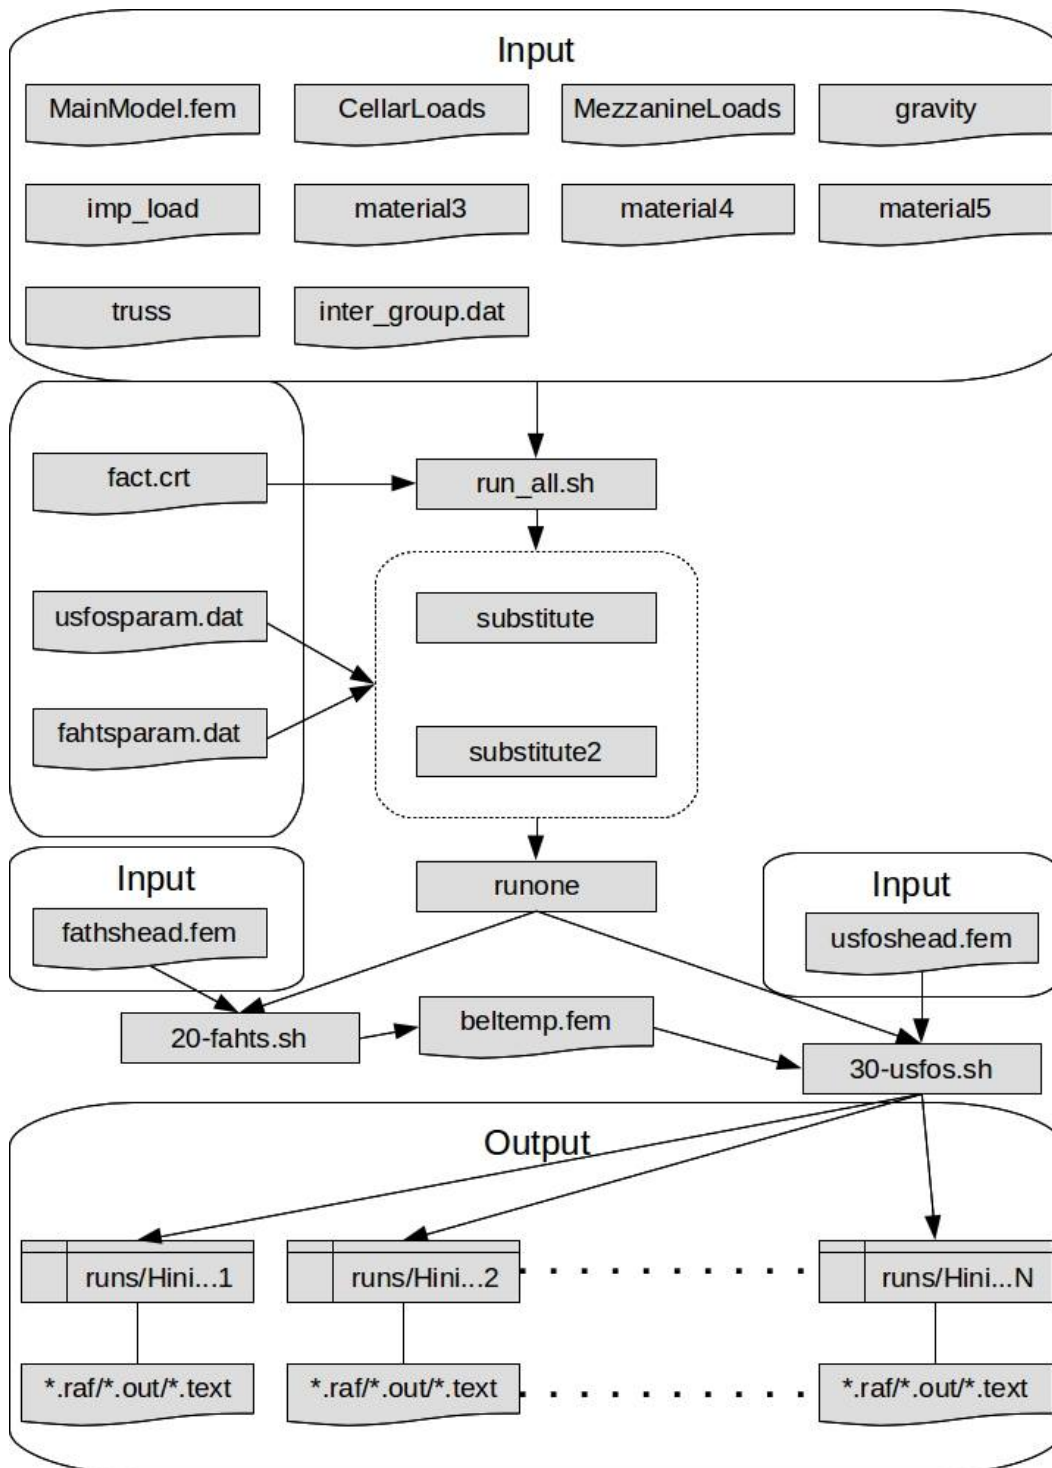 Input
MainModel.fem
CellarLoads
MezzanineLoads
gravity
imp_load
material3
material4
material5
truss
inter_group.dat
fact.crt
run_all.sh
usfosparam.dat
substitute
fahtsparam.dat
substitute2
Input
runone
Input
fathshead.fem
usfoshead.fem
20-fahts.sh
beltemp.fem
30-usfos.sh
Output
runs/Hini...1
runs/Hini...2
runs/Hini...N
*.raf/*.out/*.text
*.raf/*.out/*.text
*.raf/*.out/*.text